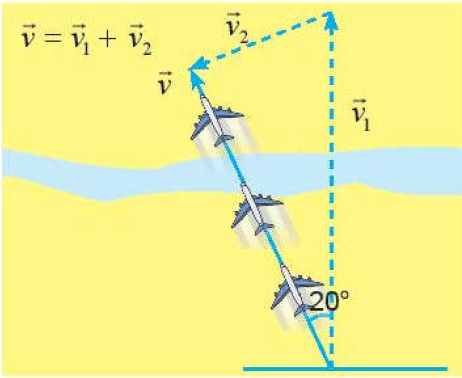 v⃗ = v⃗₁ + v⃗₂
v⃗₂
v⃗
v⃗₁
20°